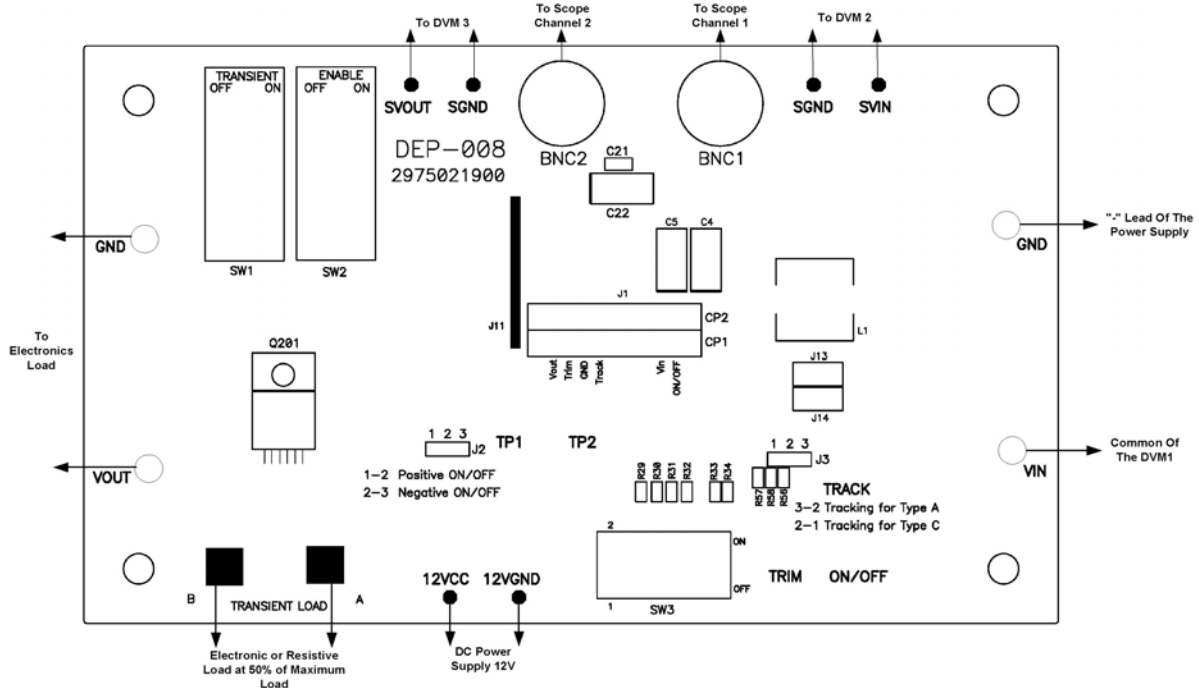 To DVM 3
To Scope
Channel 2
To Scope
Channel 1
To DVM 2
TRANSIENT
OFF ON
ENABLE
OFF ON
SVOUT
SGND
BNC2
BNC1
SGND
SVIN
DEP-008
2975021900
C21
C22
C5
C4
GND
SW1
SW2
GND
"-" Lead Of The
Power Supply
J1
J11
CP2
CP1
L1
To
Electronics
Load
Q201
Vout
Trim
GND
Track
Vin
ON/OFF
J13
J14
1 2 3
J2
TP1
TP2
1 2 3
J3
VOUT
1-2 Positive ON/OFF
2-3 Negative ON/OFF
R29
R30
R31
R32
R33
R34
R57
R58
R56
VIN
Common Of
The DVM1
TRACK
3-2 Tracking for Type A
2-1 Tracking for Type C
2
ON
OFF
1
SW3
TRIM
ON/OFF
12VCC
12VGND
B
TRANSIENT LOAD
A
Electronic or Resistive
Load at 50% of Maximum
Load
DC Power
Supply 12V